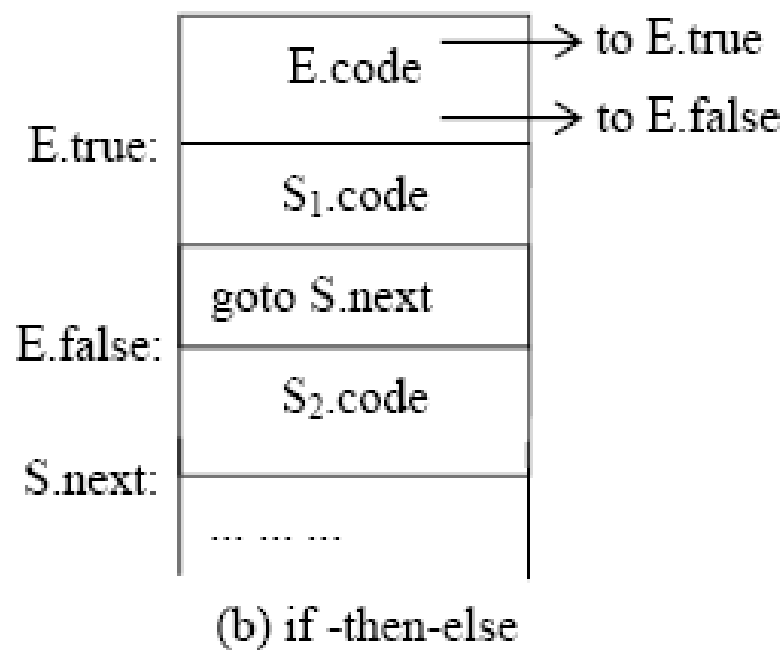 E.code
to E.true
to E.false
E.true:
S₁.code
goto S.next
E.false:
S₂.code
S.next:
... ... ...
(b) if -then-else